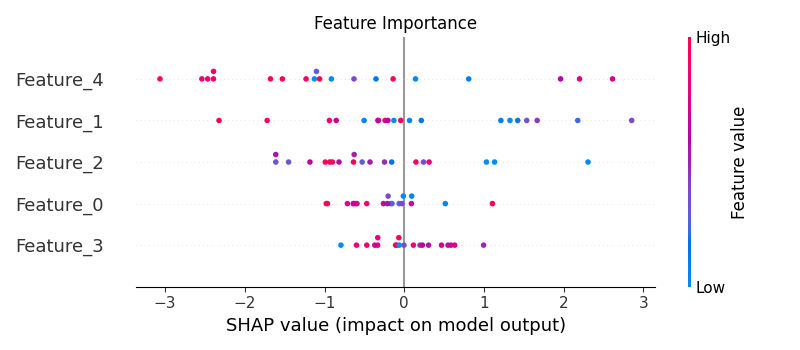 Feature Importance
High
Feature_4
Feature_1
Feature_2
Feature_0
Feature_3
Feature value
Low
−3
−2
−1
0
1
2
3
SHAP value (impact on model output)